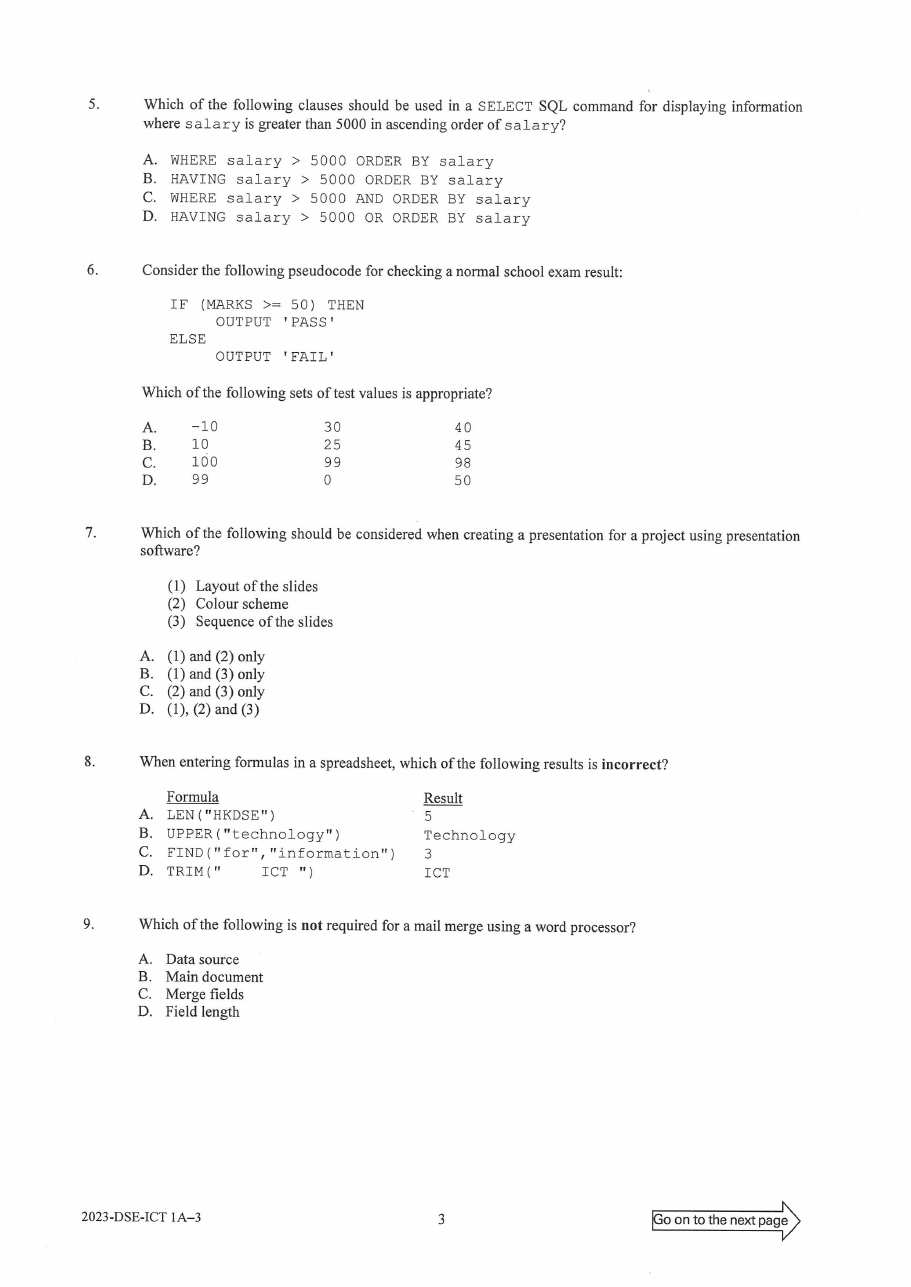 5. Which of the following clauses should be used in a SELECT SQL command for displaying information
where salary is greater than 5000 in ascending order of salary?
A. WHERE salary > 5000 ORDER BY salary
B. HAVING salary > 5000 ORDER BY salary
C. WHERE salary > 5000 AND ORDER BY salary
D. HAVING salary > 5000 OR ORDER BY salary
6. Consider the following pseudocode for checking a normal school exam result:
IF (MARKS >= 50) THEN
OUTPUT 'PASS'
ELSE
OUTPUT 'FAIL'
Which of the following sets of test values is appropriate?
A. -10 30 40
B. 10 25 45
C. 100 99 98
D. 99 0 50
7. Which of the following should be considered when creating a presentation for a project using presentation
software?
(1) Layout of the slides
(2) Colour scheme
(3) Sequence of the slides
A. (1) and (2) only
B. (1) and (3) only
C. (2) and (3) only
D. (1), (2) and (3)
8. When entering formulas in a spreadsheet, which of the following results is incorrect?
Formula Result
A. LEN("HKDSE") 5
B. UPPER("technology") Technology
C. FIND("for","information") 3
D. TRIM("     ICT ") ICT
9. Which of the following is not required for a mail merge using a word processor?
A. Data source
B. Main document
C. Merge fields
D. Field length
2023-DSE-ICT 1A–3 3 Go on to the next page